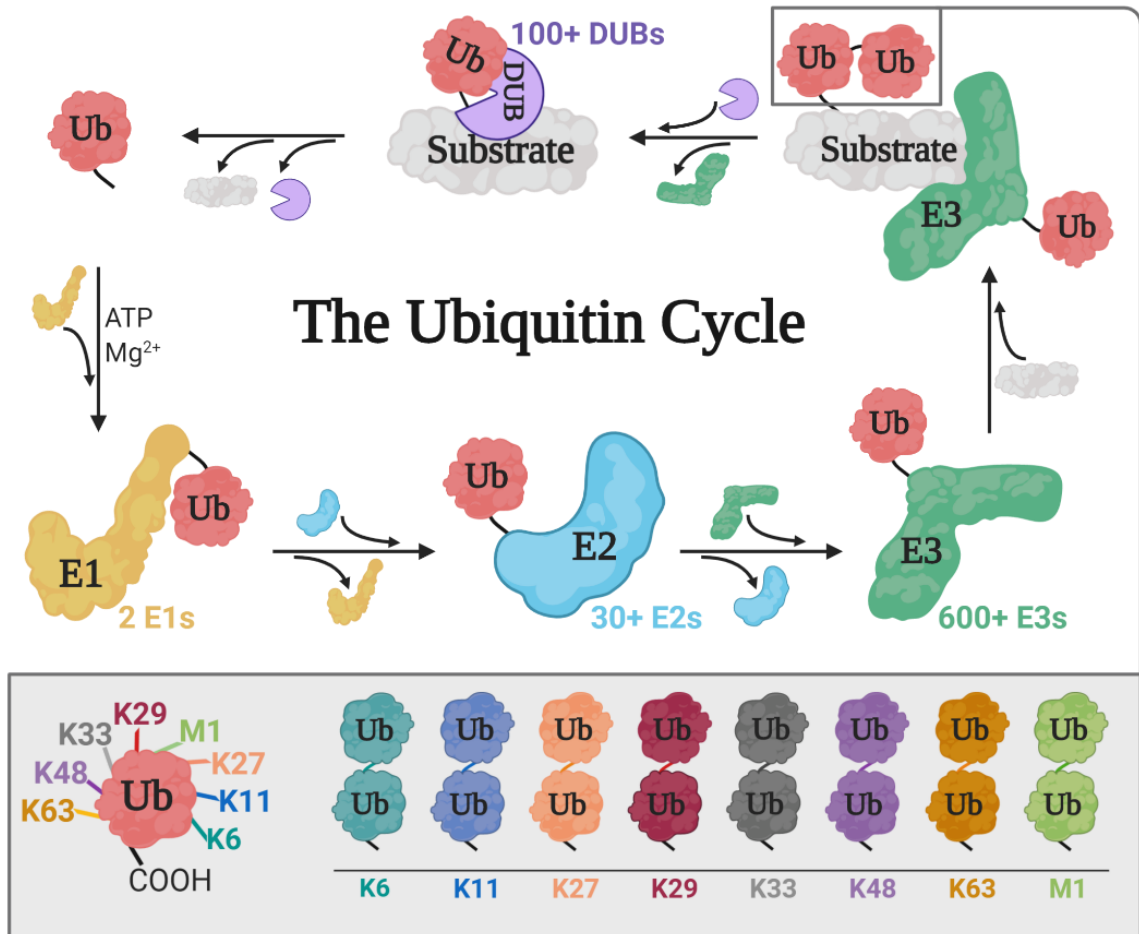 100+ DUBs
Ub
Ub
DUB
Substrate
Ub
Ub
Substrate
E3
Ub
ATP
Mg²⁺
The Ubiquitin Cycle
Ub
E1
2 E1s
Ub
E2
30+ E2s
Ub
E3
600+ E3s
K29
K33
M1
K48
K27
K63
Ub
K11
K6
COOH
Ub Ub Ub Ub Ub Ub Ub Ub
Ub Ub Ub Ub Ub Ub Ub Ub
K6 K11 K27 K29 K33 K48 K63 M1